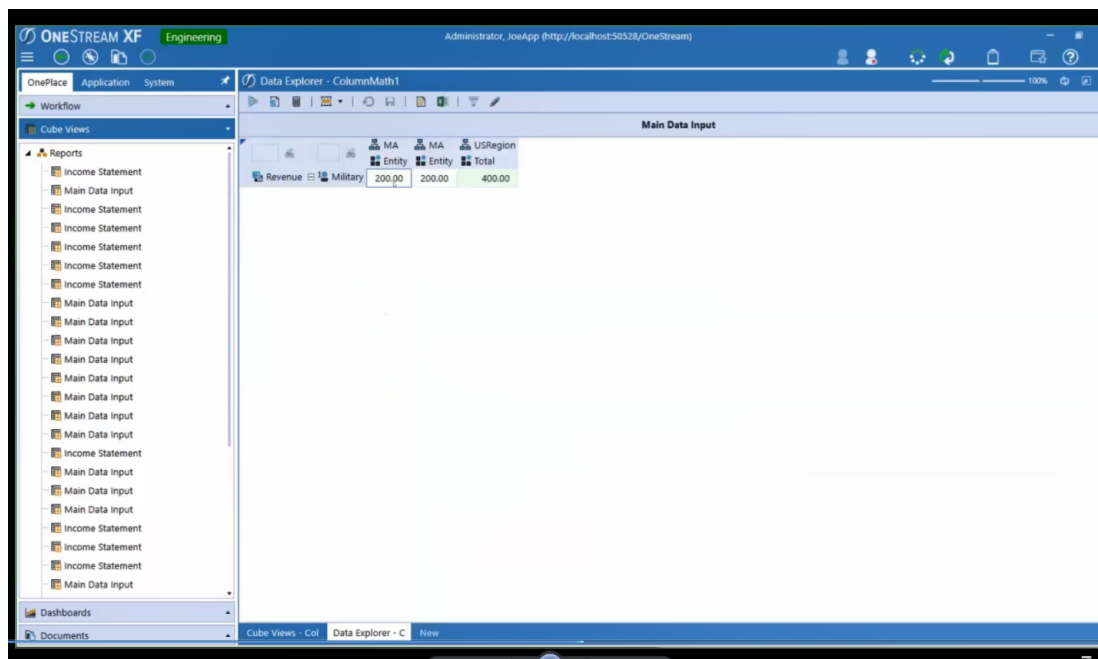 ONESTREAM XF Engineering Administrator, JoeApp (http://localhost:50528/OneStream)
OnePlace Application System Data Explorer - ColumnMath1 100%
Workflow
Main Data Input
Cube Views
MA MA USRegion
Entity Entity Total
Revenue Military 200.00 200.00 400.00
Reports
Income Statement
Main Data Input
Income Statement
Income Statement
Income Statement
Income Statement
Income Statement
Main Data Input
Main Data Input
Main Data Input
Main Data Input
Main Data Input
Main Data Input
Main Data Input
Main Data Input
Income Statement
Main Data Input
Main Data Input
Main Data Input
Income Statement
Income Statement
Income Statement
Main Data Input
Dashboards
Documents
Cube Views - Col Data Explorer - C New